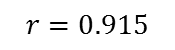 r = 0.915